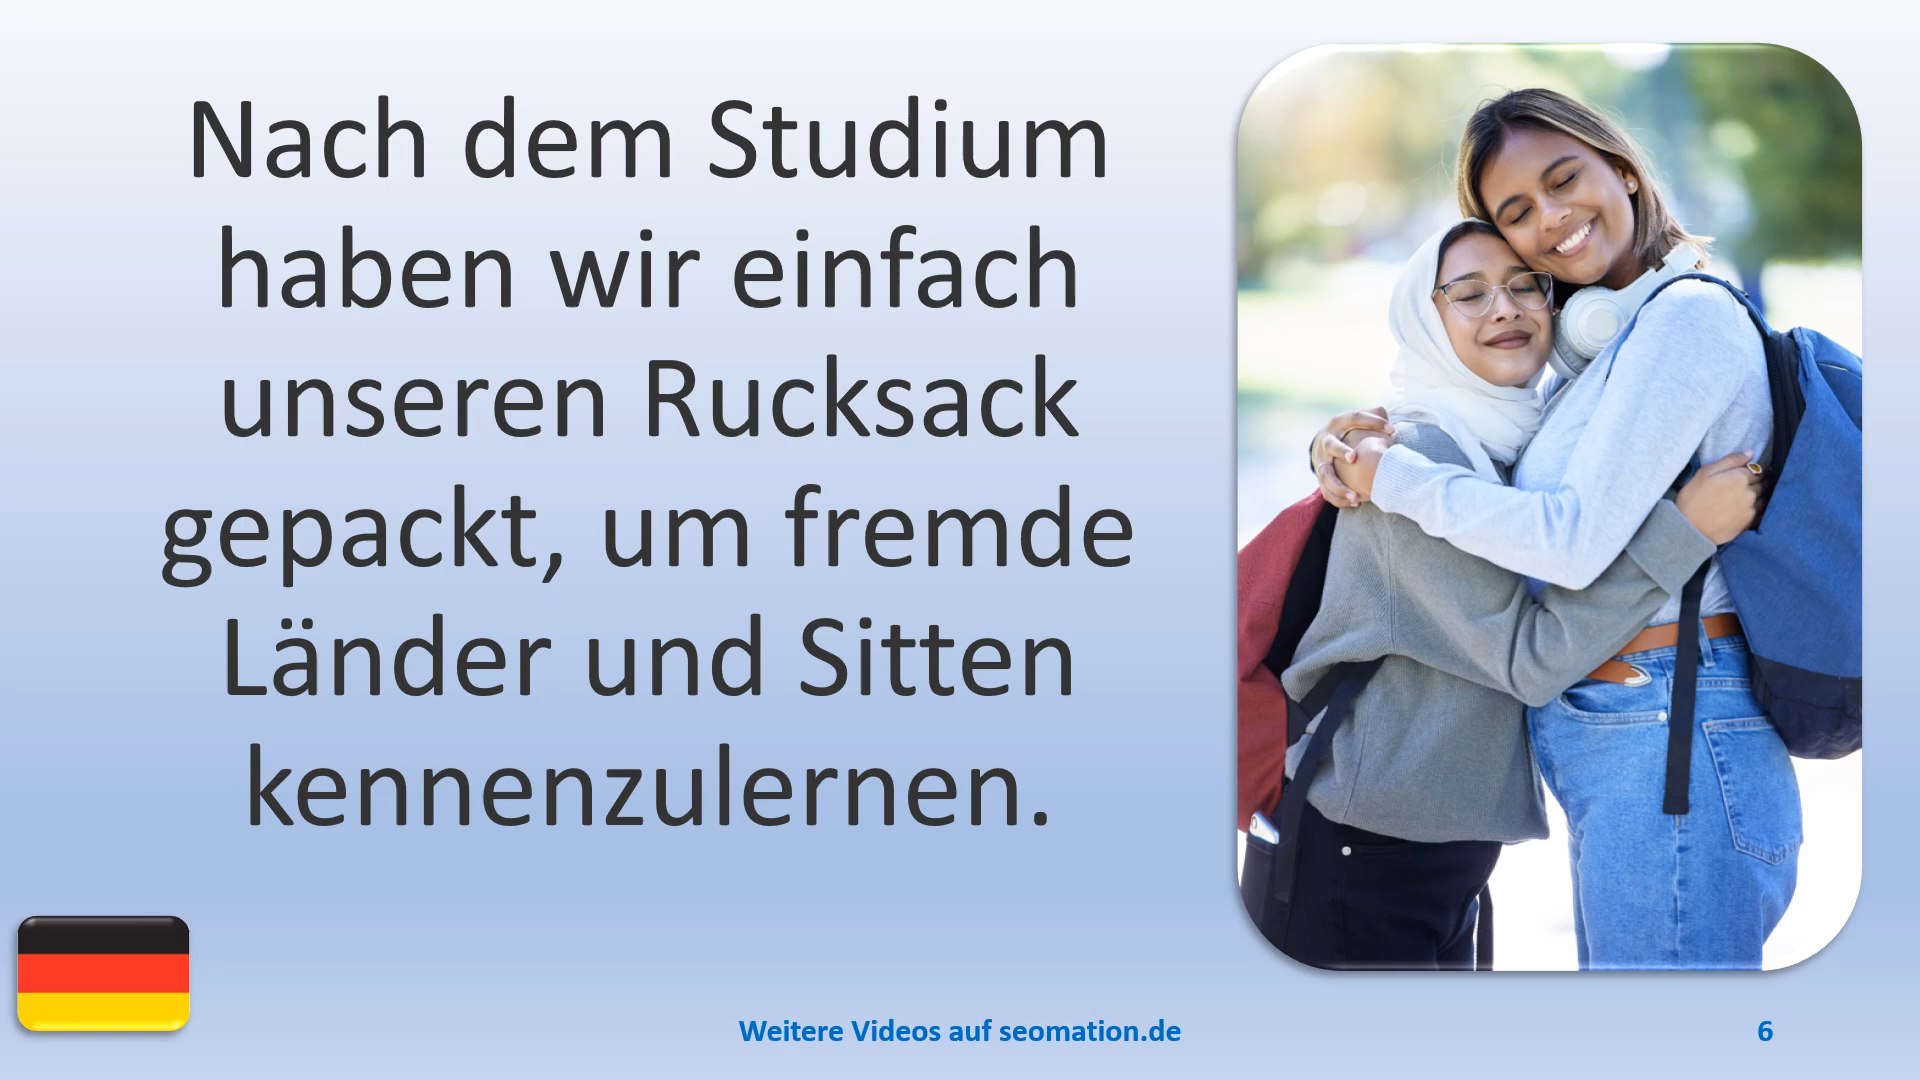 Nach dem Studium
haben wir einfach
unseren Rucksack
gepackt, um fremde
Länder und Sitten
kennenzulernen.
Weitere Videos auf seomation.de
6